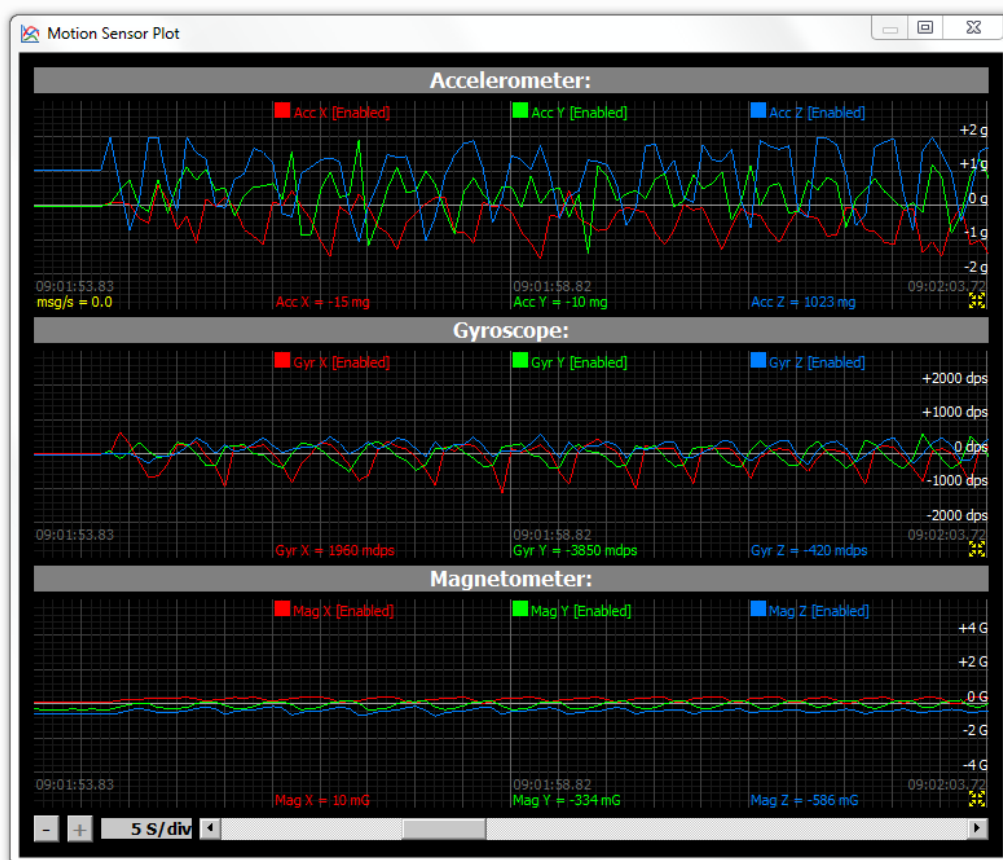 Motion Sensor Plot
Accelerometer:
Acc X [Enabled] Acc Y [Enabled] Acc Z [Enabled]
+2 g
+1 g
0 g
-1 g
-2 g
09:01:53.83 09:01:58.82 09:02:03.72
msg/s = 0.0 Acc X = -15 mg Acc Y = -10 mg Acc Z = 1023 mg
Gyroscope:
Gyr X [Enabled] Gyr Y [Enabled] Gyr Z [Enabled]
+2000 dps
+1000 dps
0 dps
-1000 dps
-2000 dps
09:01:53.83 09:01:58.82 09:02:03.72
Gyr X = 1960 mdps Gyr Y = -3850 mdps Gyr Z = -420 mdps
Magnetometer:
Mag X [Enabled] Mag Y [Enabled] Mag Z [Enabled]
+4 G
+2 G
0 G
-2 G
-4 G
09:01:53.83 09:01:58.82 09:02:03.72
Mag X = 10 mG Mag Y = -334 mG Mag Z = -586 mG
- + 5 S/div